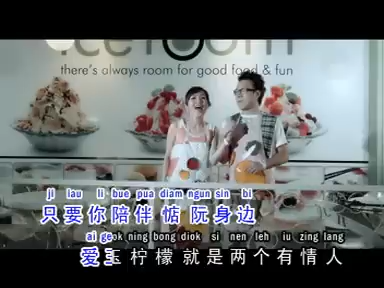 iceroom
there's always room for good food & fun
ji lau li bue pua diam ngun sin bi
只要你陪伴惦阮身边
ai geok ning bong diok si nen leh iu zing lang
爱玉柠檬就是两个有情人